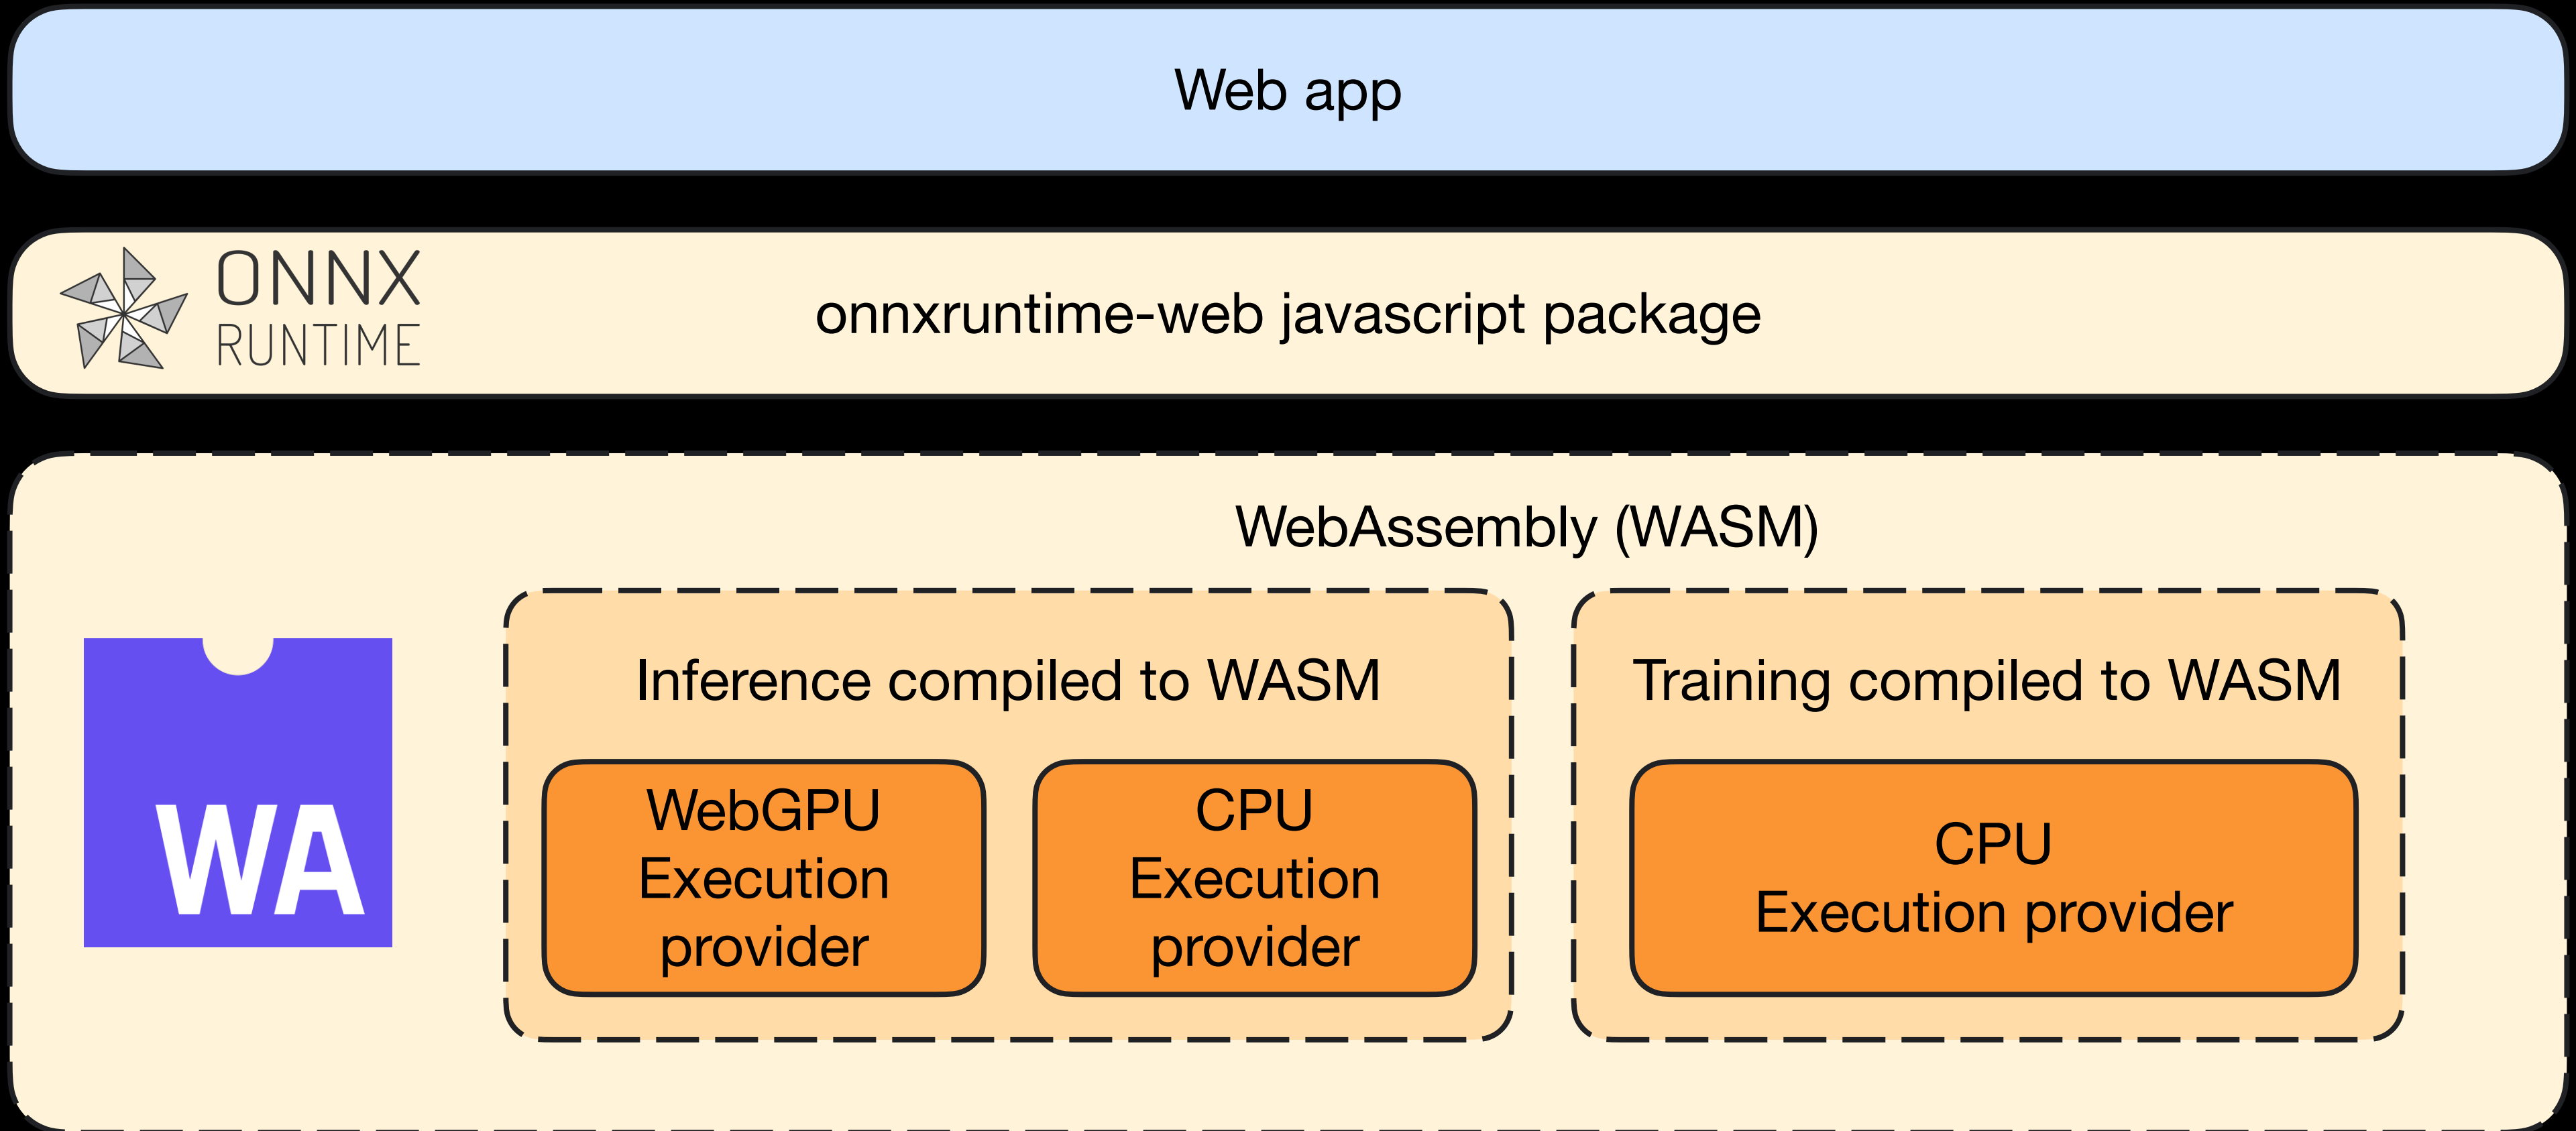 Web app
ONNX
RUNTIME
onnxruntime-web javascript package
WebAssembly (WASM)
WA
Inference compiled to WASM
WebGPU
Execution
provider
CPU
Execution
provider
Training compiled to WASM
CPU
Execution provider